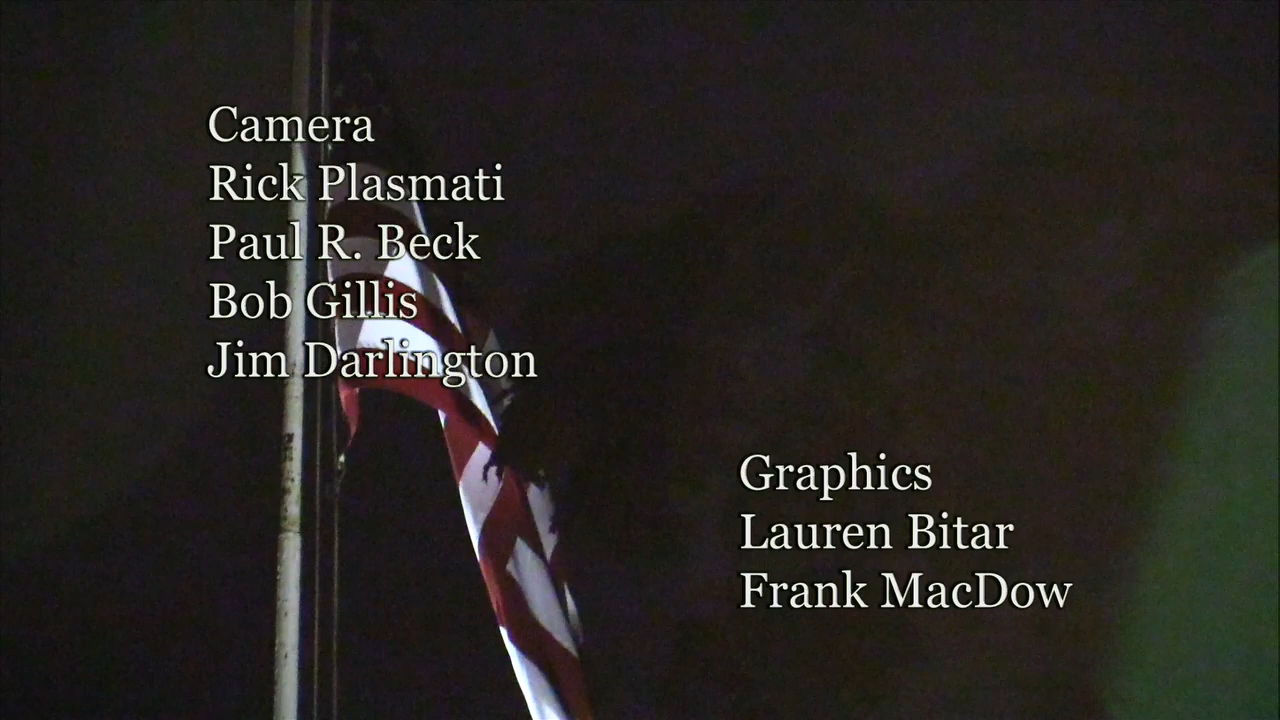 Camera
Rick Plasmati
Paul R. Beck
Bob Gillis
Jim Darlington
Graphics
Lauren Bitar
Frank MacDow